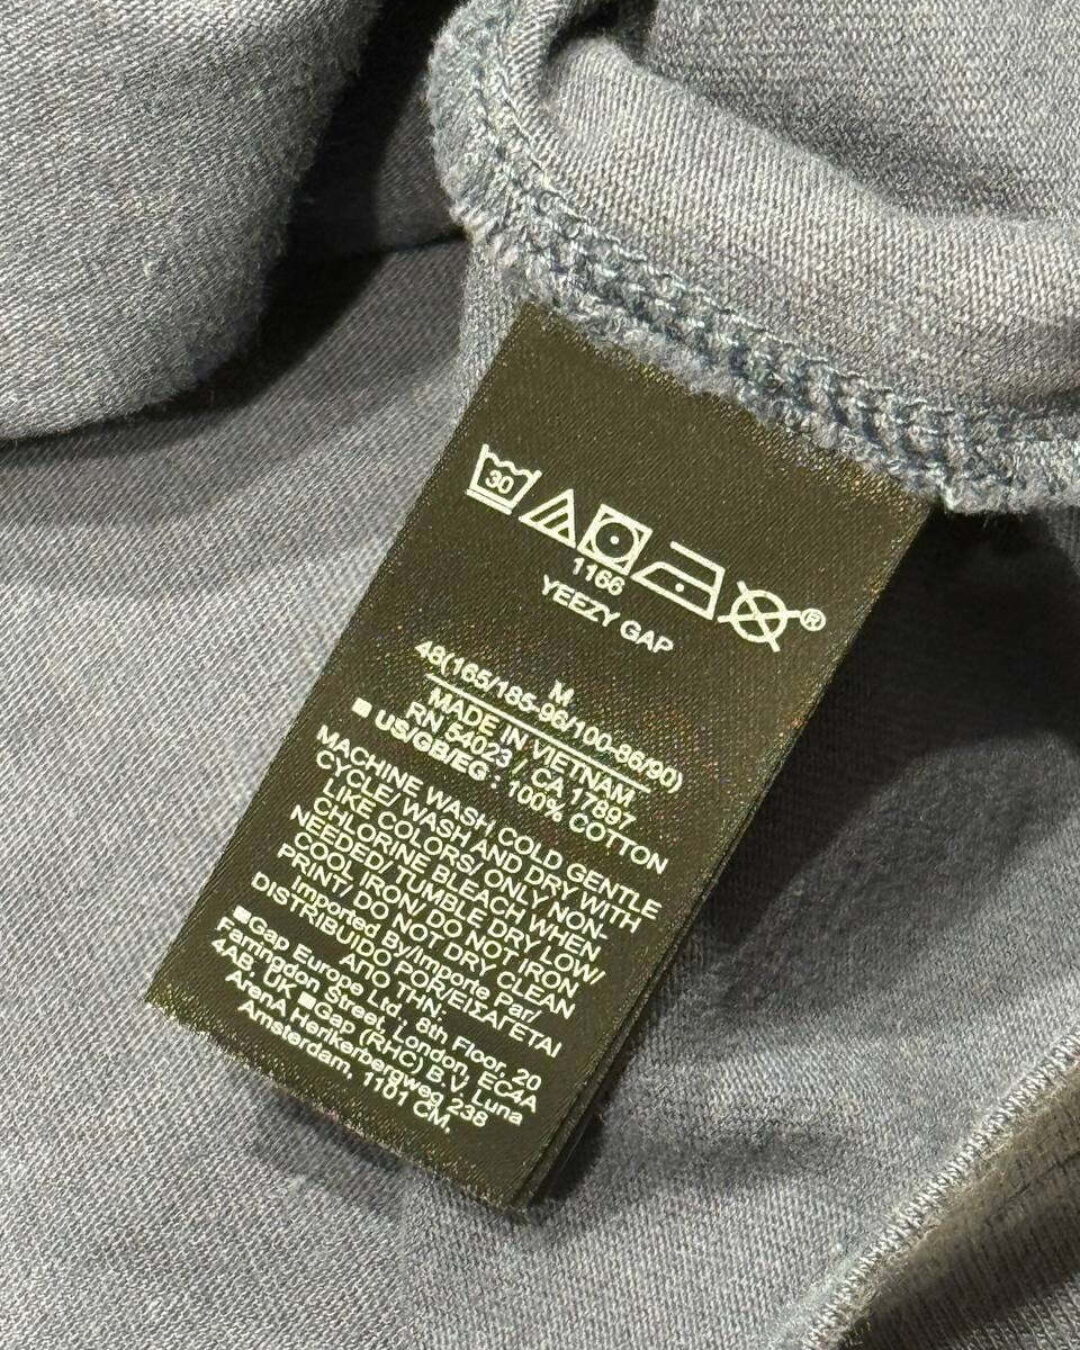 30
1166
®
YEEZY GAP
M
48(165/185-96/100-86/90)
MADE IN VIETNAM
RN 54023 / CA 17897
■ US/GB/EG : 100% COTTON
MACHINE WASH COLD GENTLE
CYCLE/ WASH AND DRY WITH
LIKE COLORS/ ONLY NON-
CHLORINE BLEACH WHEN
NEEDED/ TUMBLE DRY LOW/
COOL IRON/ DO NOT IRON
PRINT/ DO NOT DRY CLEAN
Imported By/Importe Par/
DISTRIBUIDO POR/ΕΙΣΑΓΕΤΑΙ
ΑΠΟ ΤΗΝ:
■Gap Europe Ltd. 8th Floor, 20
Farringdon Street, London, EC4A
4AB. UK ■Gap (RHC) B.V. Luna
ArenA Herikerbergweg 238
Amsterdam, 1101 CM,